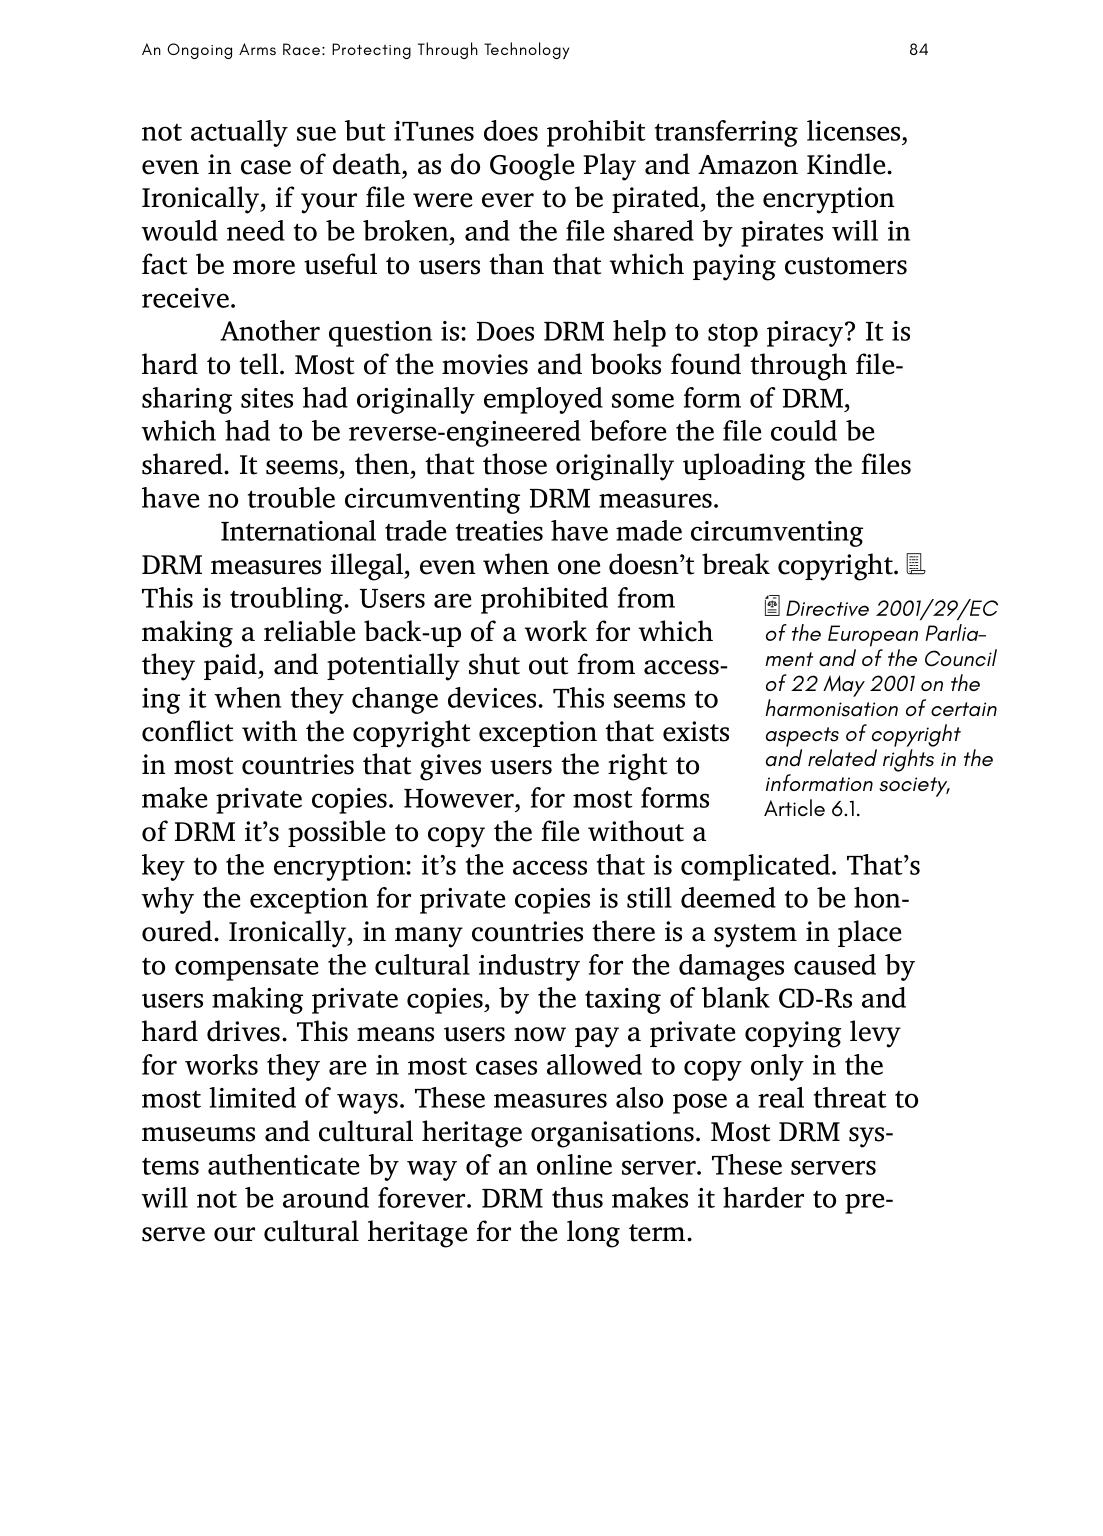 An Ongoing Arms Race: Protecting Through Technology 84
not actually sue but iTunes does prohibit transferring licenses,
even in case of death, as do Google Play and Amazon Kindle.
Ironically, if your file were ever to be pirated, the encryption
would need to be broken, and the file shared by pirates will in
fact be more useful to users than that which paying customers
receive.
Another question is: Does DRM help to stop piracy? It is
hard to tell. Most of the movies and books found through file-
sharing sites had originally employed some form of DRM,
which had to be reverse-engineered before the file could be
shared. It seems, then, that those originally uploading the files
have no trouble circumventing DRM measures.
International trade treaties have made circumventing
DRM measures illegal, even when one doesn’t break copyright.
This is troubling. Users are prohibited from
making a reliable back-up of a work for which
they paid, and potentially shut out from access-
ing it when they change devices. This seems to
conflict with the copyright exception that exists
in most countries that gives users the right to
make private copies. However, for most forms
of DRM it’s possible to copy the file without a
key to the encryption: it’s the access that is complicated. That’s
why the exception for private copies is still deemed to be hon-
oured. Ironically, in many countries there is a system in place
to compensate the cultural industry for the damages caused by
users making private copies, by the taxing of blank CD-Rs and
hard drives. This means users now pay a private copying levy
for works they are in most cases allowed to copy only in the
most limited of ways. These measures also pose a real threat to
museums and cultural heritage organisations. Most DRM sys-
tems authenticate by way of an online server. These servers
will not be around forever. DRM thus makes it harder to pre-
serve our cultural heritage for the long term.
Directive 2001/29/EC
of the European Parlia-
ment and of the Council
of 22 May 2001 on the
harmonisation of certain
aspects of copyright
and related rights in the
information society,
Article 6.1.